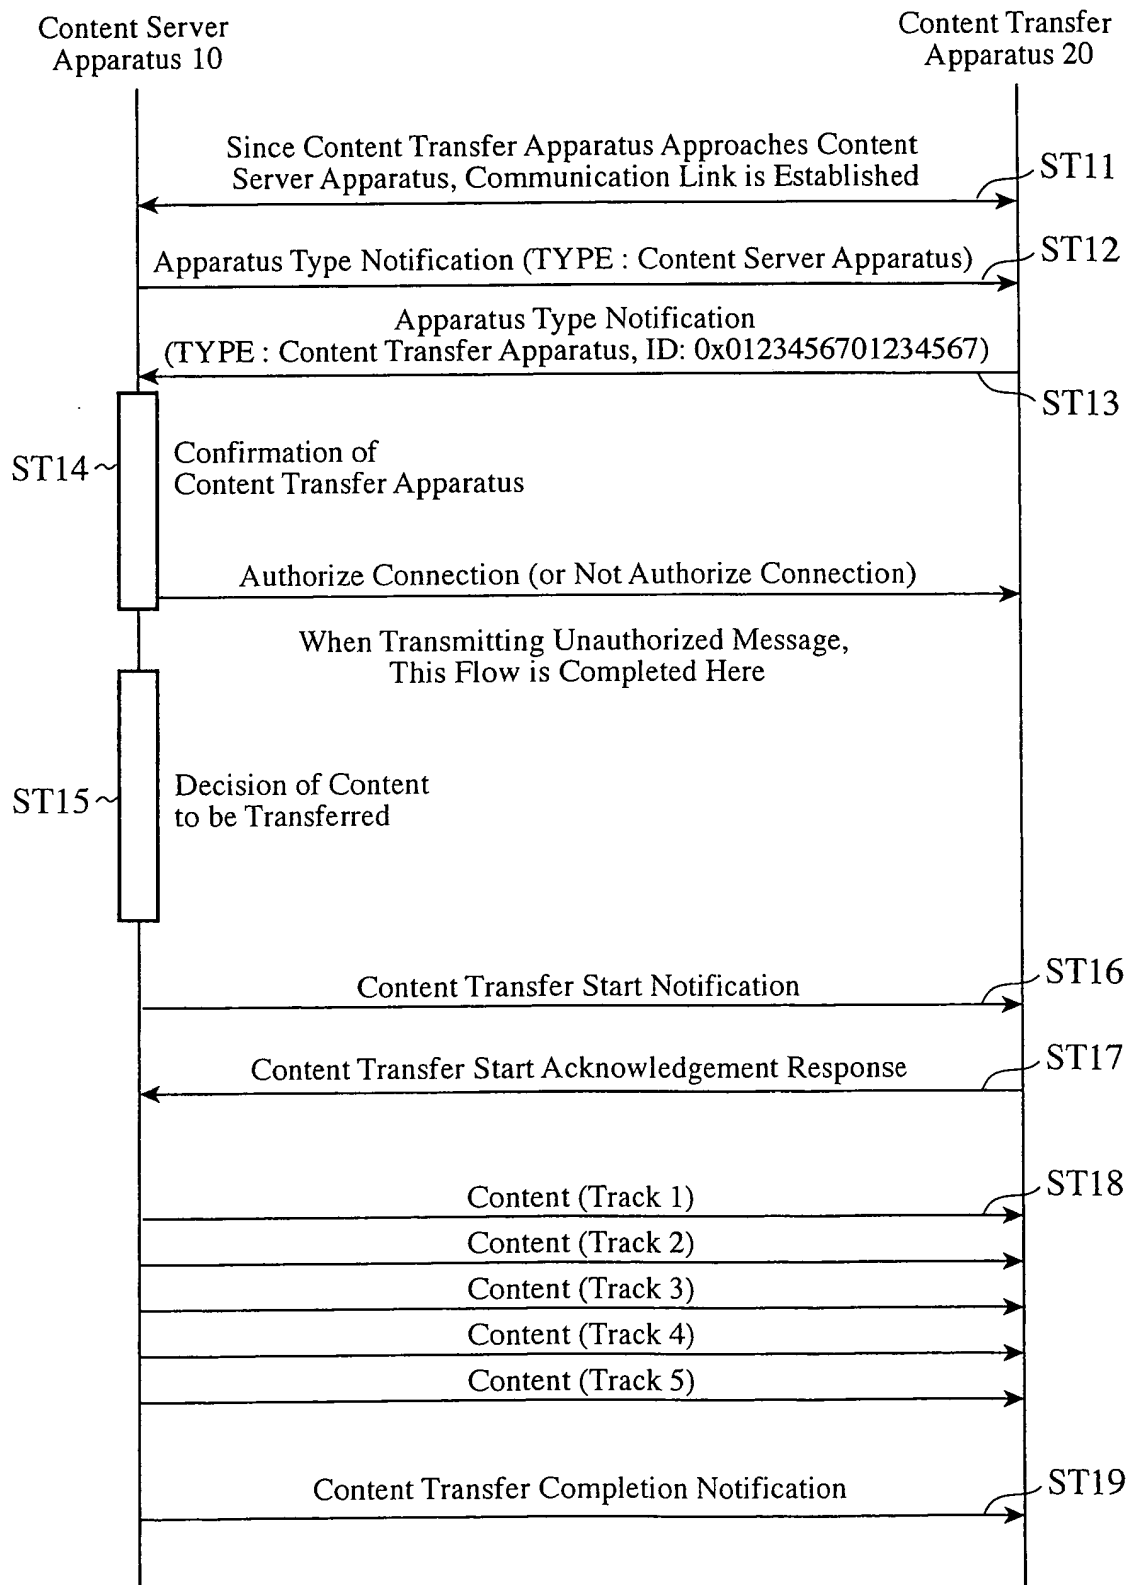 Content Server
Apparatus 10
Content Transfer
Apparatus 20
Since Content Transfer Apparatus Approaches Content
Server Apparatus, Communication Link is Established
ST11
Apparatus Type Notification (TYPE : Content Server Apparatus)
ST12
Apparatus Type Notification
(TYPE : Content Transfer Apparatus, ID: 0x0123456701234567)
ST13
ST14
Confirmation of
Content Transfer Apparatus
Authorize Connection (or Not Authorize Connection)
When Transmitting Unauthorized Message,
This Flow is Completed Here
ST15
Decision of Content
to be Transferred
Content Transfer Start Notification
ST16
Content Transfer Start Acknowledgement Response
ST17
Content (Track 1)
ST18
Content (Track 2)
Content (Track 3)
Content (Track 4)
Content (Track 5)
Content Transfer Completion Notification
ST19